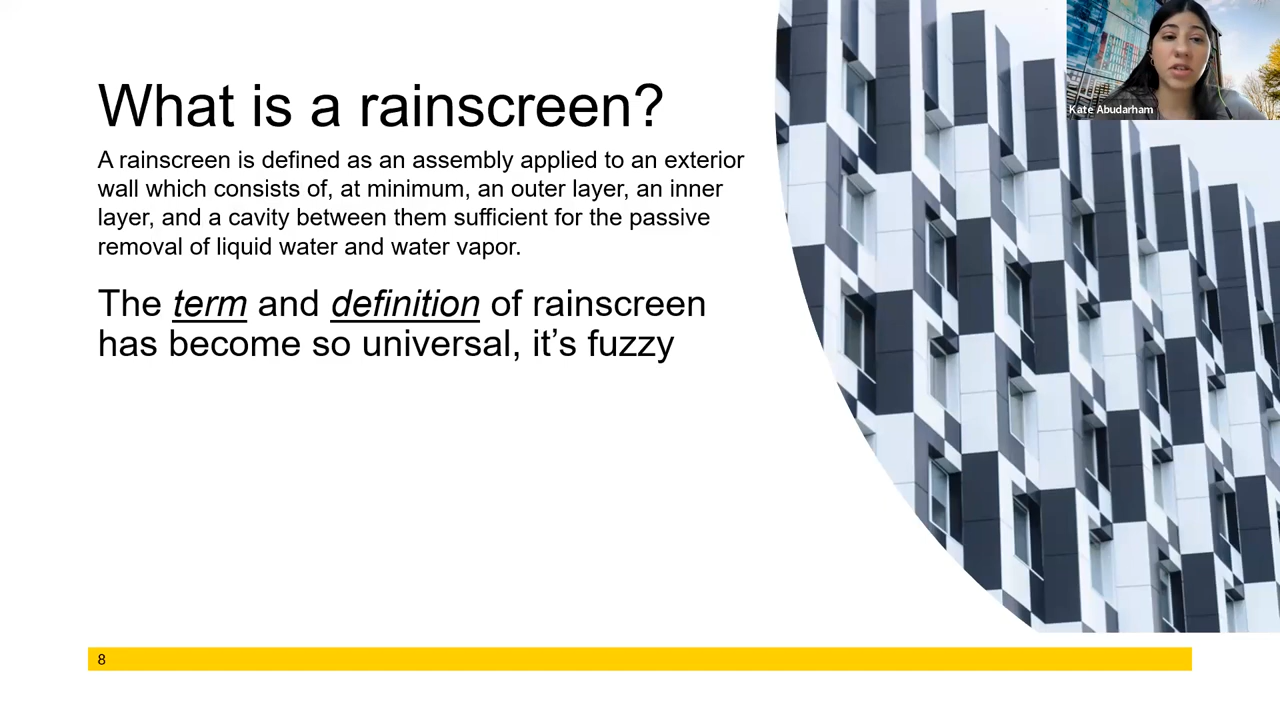 What is a rainscreen?
A rainscreen is defined as an assembly applied to an exterior
wall which consists of, at minimum, an outer layer, an inner
layer, and a cavity between them sufficient for the passive
removal of liquid water and water vapor.
The term and definition of rainscreen
has become so universal, it’s fuzzy
8
Kate Abudarham